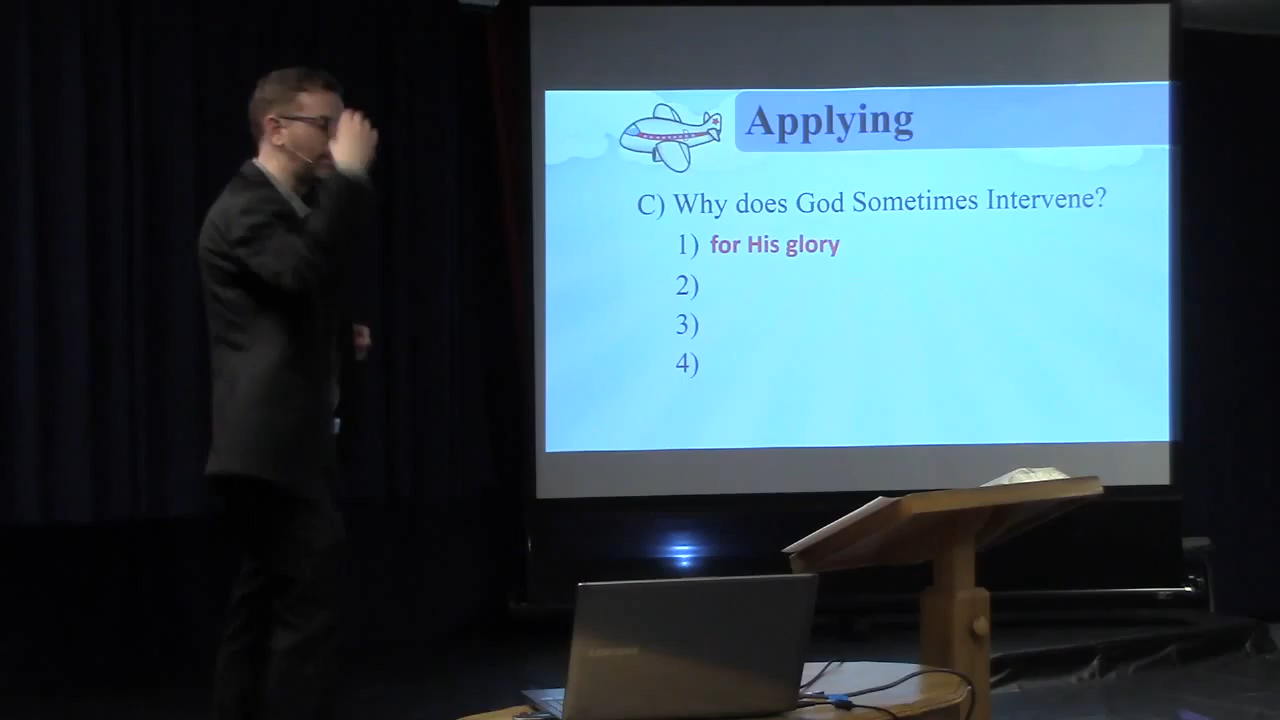 Applying
C) Why does God Sometimes Intervene?
1) for His glory
2)
3)
4)